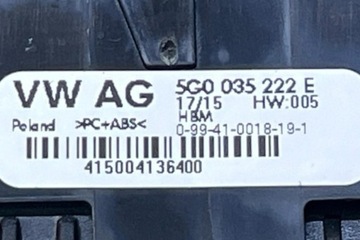 VW AG 5G0 035 222 E
17/15 HW:005
Poland >PC+ABS< HBM
0-99-41-0018-19-1
415004136400